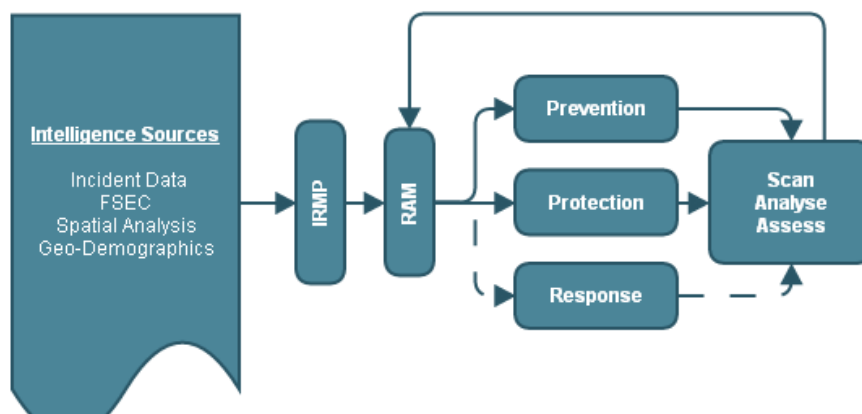 Intelligence Sources
Incident Data
FSEC
Spatial Analysis
Geo-Demographics
IRMP
RAM
Prevention
Protection
Response
Scan
Analyse
Assess